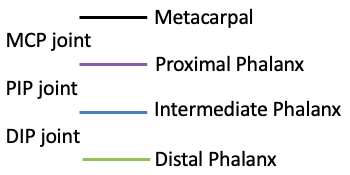 Metacarpal
MCP joint
Proximal Phalanx
PIP joint
Intermediate Phalanx
DIP joint
Distal Phalanx